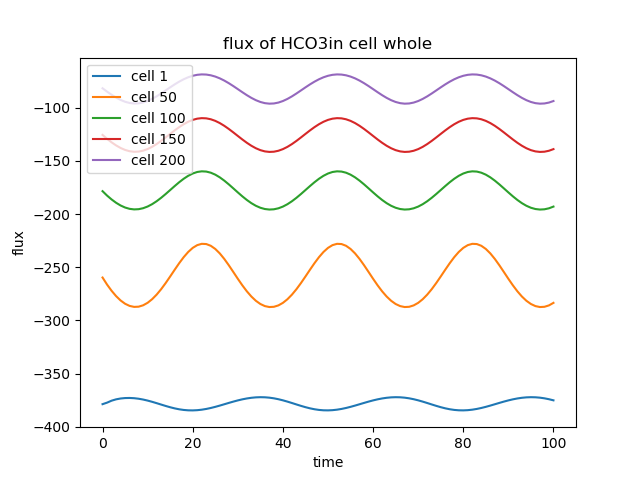 flux of HCO3in cell whole
cell 1
cell 50
cell 100
cell 150
cell 200
flux
−100
−150
−200
−250
−300
−350
−400
0 20 40 60 80 100
time